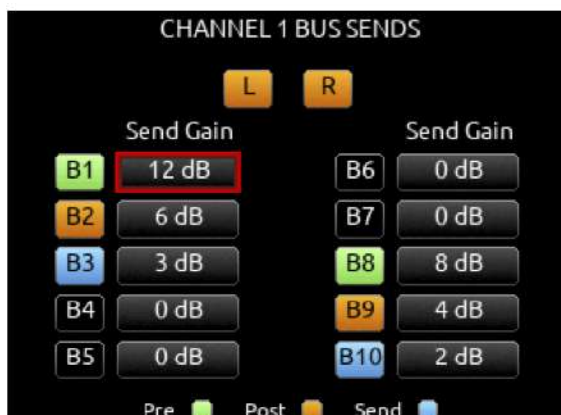 CHANNEL 1 BUS SENDS
L R
Send Gain Send Gain
B1 12 dB B6 0 dB
B2 6 dB B7 0 dB
B3 3 dB B8 8 dB
B4 0 dB B9 4 dB
B5 0 dB B10 2 dB
Pre Post Send